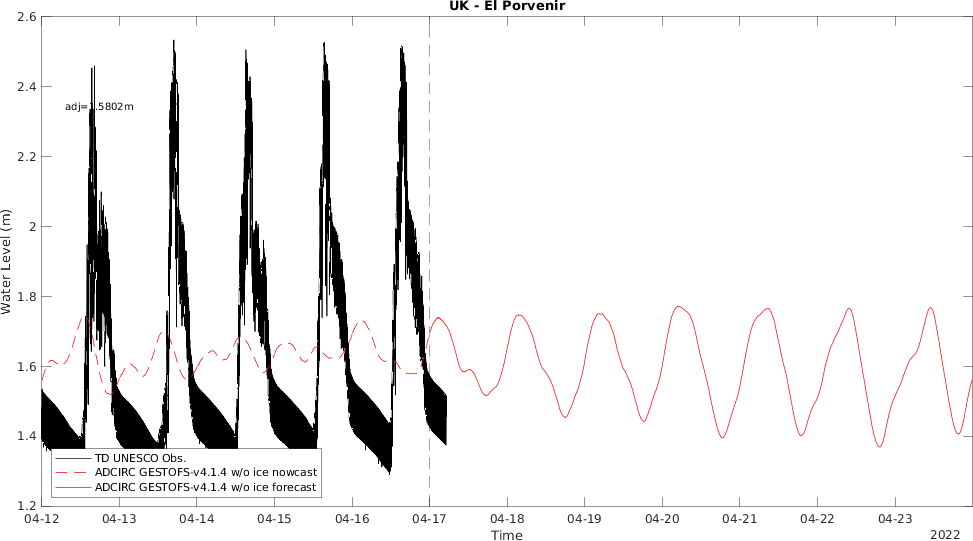 UK - El Porvenir
2.6
2.4
adj=1.5802m
2.2
2
1.8
1.6
1.4
1.2
Water Level (m)
TD UNESCO Obs.
ADCIRC GESTOFS-v4.1.4 w/o ice nowcast
ADCIRC GESTOFS-v4.1.4 w/o ice forecast
04-12 04-13 04-14 04-15 04-16 04-17 04-18 04-19 04-20 04-21 04-22 04-23
Time
2022